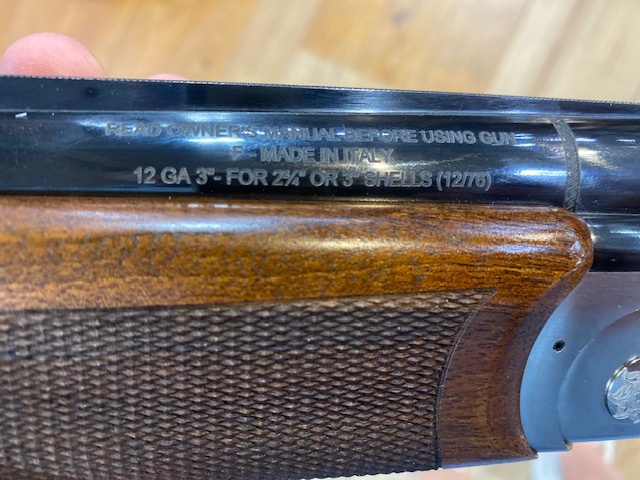 READ OWNER'S MANUAL BEFORE USING GUN
F - MADE IN ITALY
12 GA 3"- FOR 2¾" OR 3" SHELLS (12/76)